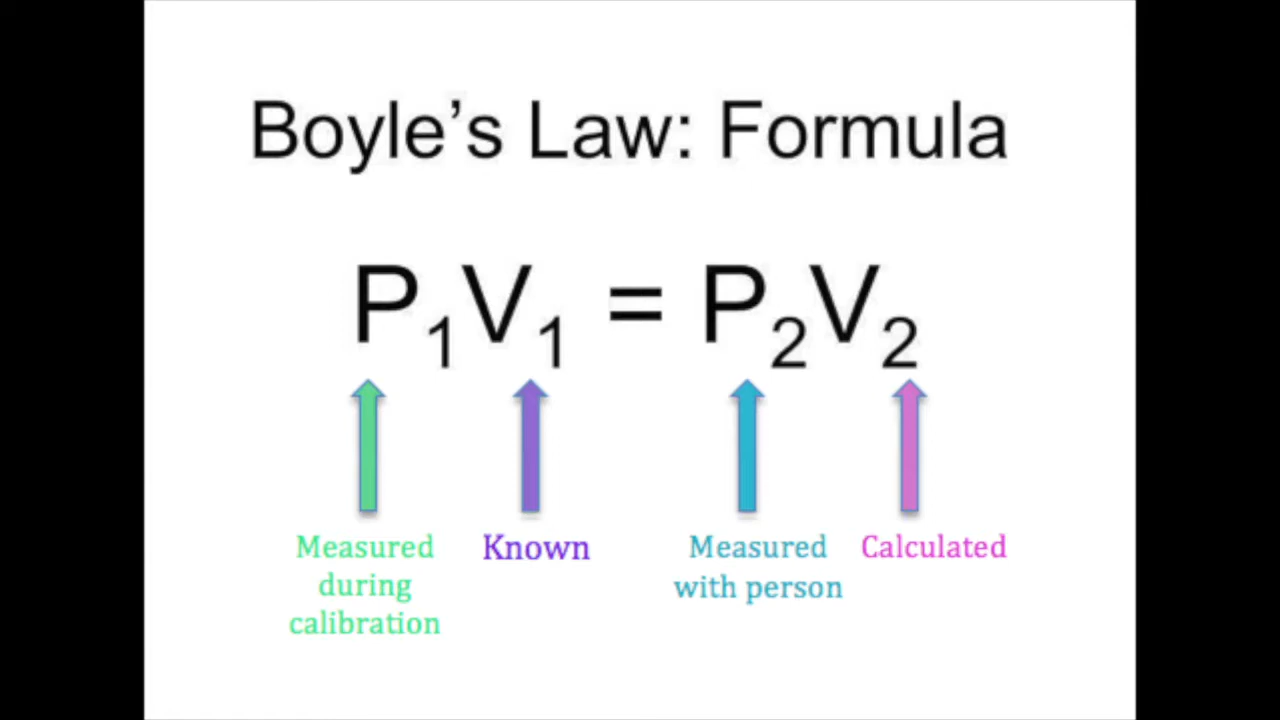 Boyle’s Law: Formula
P₁V₁ = P₂V₂
Measured
during
calibration
Known
Measured
with person
Calculated